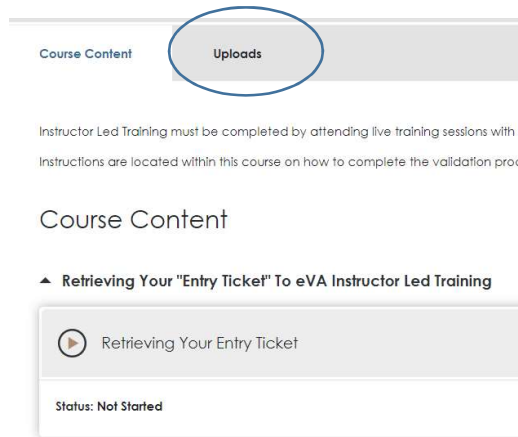 Course Content Uploads
Instructor Led Training must be completed by attending live training sessions with
Instructions are located within this course on how to complete the validation
Course Content
Retrieving Your "Entry Ticket" To eVA Instructor Led Training
Retrieving Your Entry Ticket
Status: Not Started